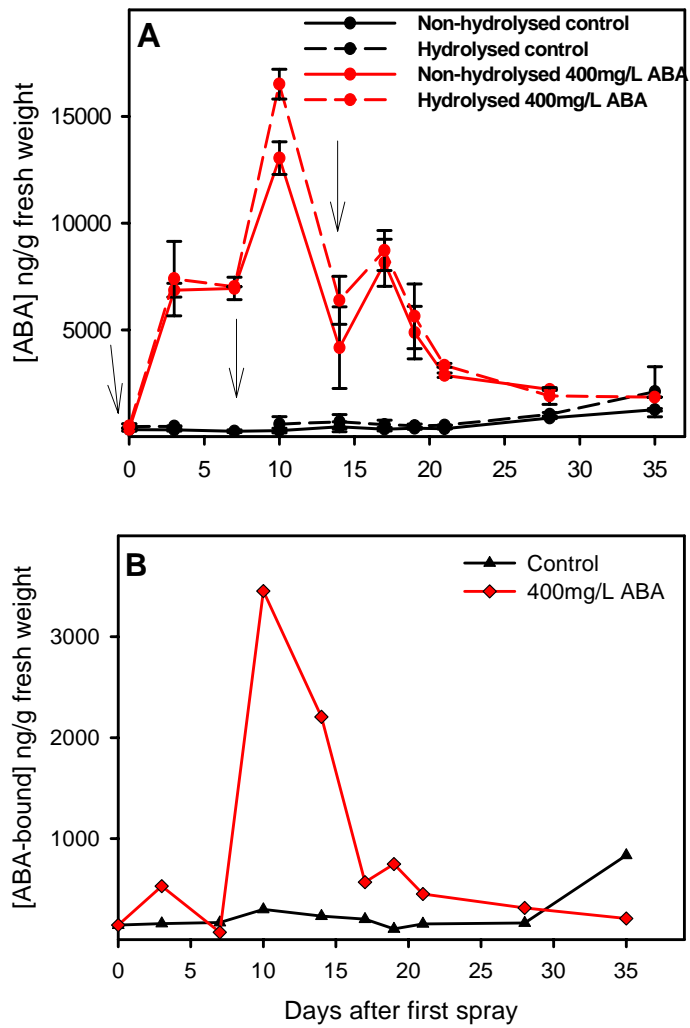 A
Non-hydrolysed control
Hydrolysed control
Non-hydrolysed 400mg/L ABA
Hydrolysed 400mg/L ABA
[ABA] ng/g fresh weight
15000
10000
5000
0 5 10 15 20 25 30 35
B
Control
400mg/L ABA
[ABA-bound] ng/g fresh weight
3000
2000
1000
0 5 10 15 20 25 30 35
Days after first spray